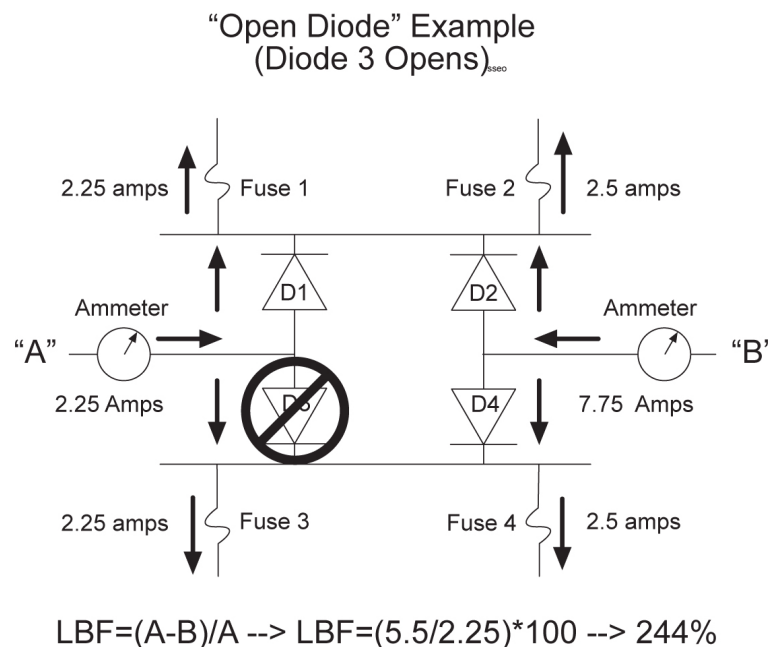 “Open Diode” Example
(Diode 3 Opens)sseo
2.25 amps
Fuse 1
Fuse 2
2.5 amps
D1
D2
Ammeter
Ammeter
“A”
“B”
2.25 Amps
D3
D4
7.75 Amps
2.25 amps
Fuse 3
Fuse 4
2.5 amps
LBF=(A-B)/A --> LBF=(5.5/2.25)*100 --> 244%